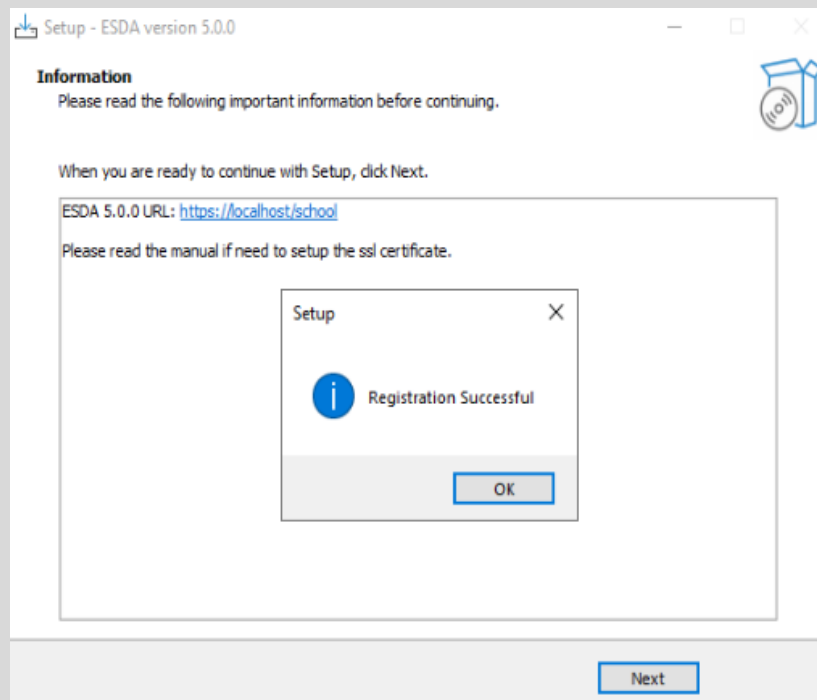 Setup - ESDA version 5.0.0
Information
Please read the following important information before continuing.
When you are ready to continue with Setup, click Next.
ESDA 5.0.0 URL: https://localhost/school
Please read the manual if need to setup the ssl certificate.
Setup
Registration Successful
OK
Next